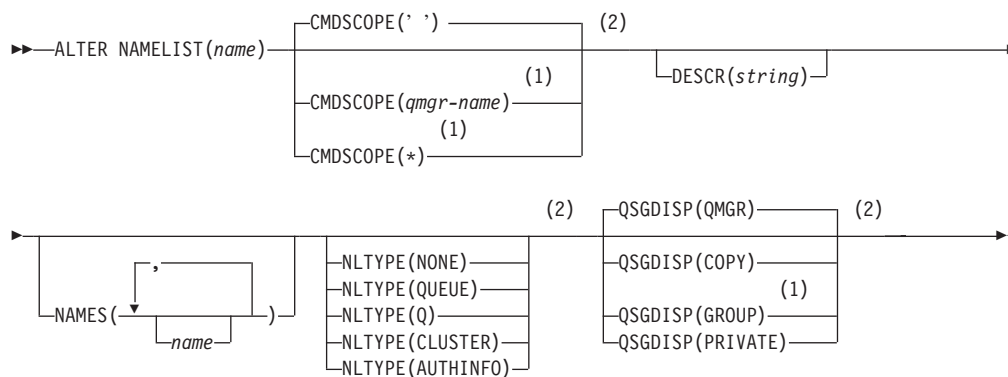 CMDSCOPE(' ') (2)
ALTER NAMELIST(name) DESCR(string)
(1)
CMDSCOPE(qmgr-name)
(1)
CMDSCOPE(*)
(2) QSGDISP(QMGR) (2)
, NLTYPE(NONE) QSGDISP(COPY)
NLTYPE(QUEUE) (1)
NAMES( name ) NLTYPE(Q) QSGDISP(GROUP)
NLTYPE(CLUSTER) QSGDISP(PRIVATE)
NLTYPE(AUTHINFO)